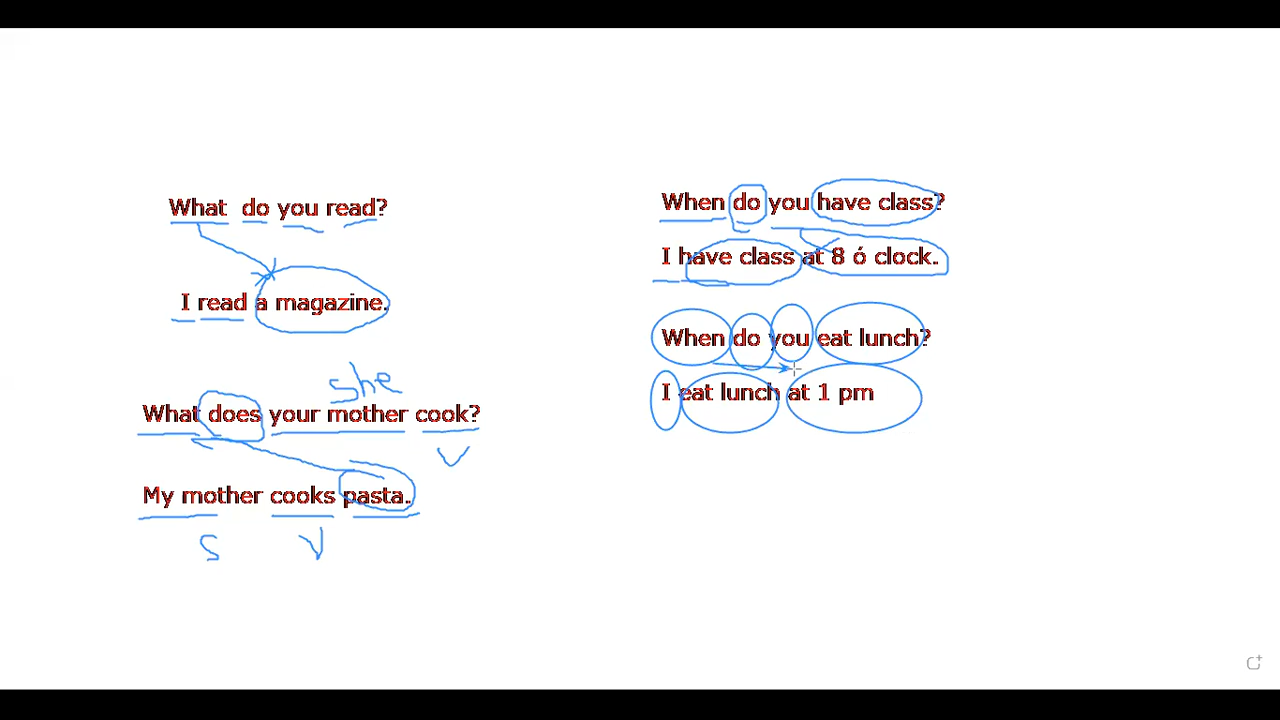 What do you read?
I read a magazine.
she
What does your mother cook?
V
My mother cooks pasta.
S V
When do you have class?
I have class at 8 ó clock.
When do you eat lunch?
I eat lunch at 1 pm